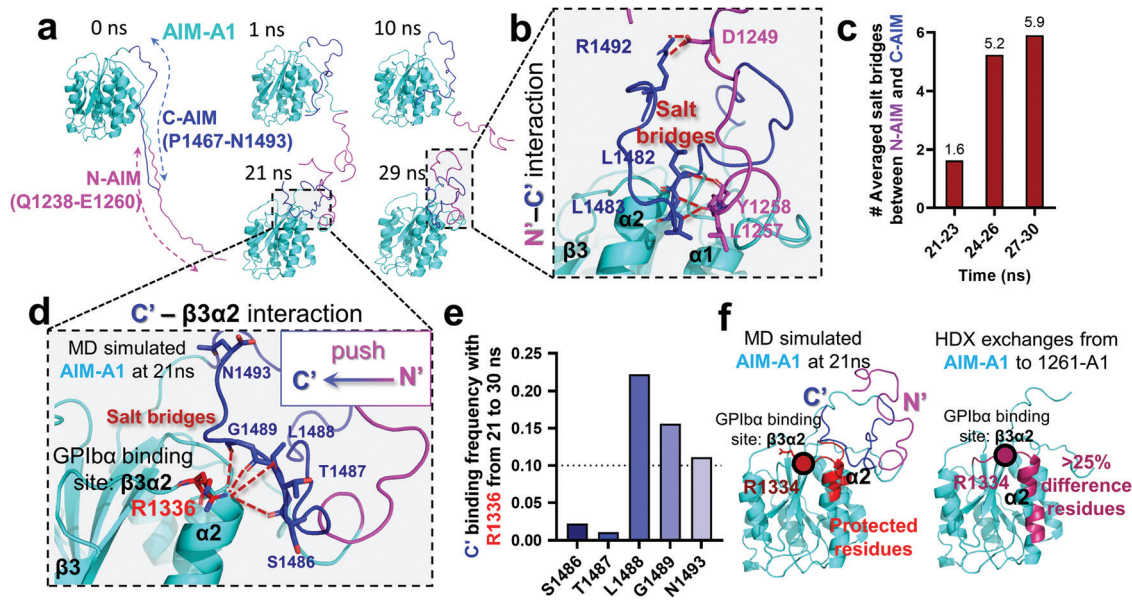 a
0 ns
AIM-A1
1 ns
10 ns
C-AIM
(P1467-N1493)
N-AIM
(Q1238-E1260)
21 ns
29 ns
b
N'–C' interaction
R1492
D1249
Salt
bridges
L1482
L1483
Y1258
L1257
α2
α1
β3
c
# Averaged salt bridges
between N-AIM and C-AIM
6
4
2
0
1.6
5.2
5.9
21-23
24-26
27-30
Time (ns)
d
C' – β3α2 interaction
MD simulated
AIM-A1 at 21ns
N1493
push
C'
N'
Salt bridges
G1489
L1488
GPIbα binding
site: β3α2
T1487
R1336
α2
S1486
β3
e
C' binding frequency with
R1336 from 21 to 30 ns
0.25
0.20
0.15
0.10
0.05
0.00
S1486
T1487
L1488
G1489
N1493
f
MD simulated
AIM-A1 at 21ns
C'
N'
GPIbα binding
site: β3α2
R1334
α2
Protected
residues
HDX exchanges from
AIM-A1 to 1261-A1
GPIbα binding
site: β3α2
R1334
α2
>25%
difference
residues